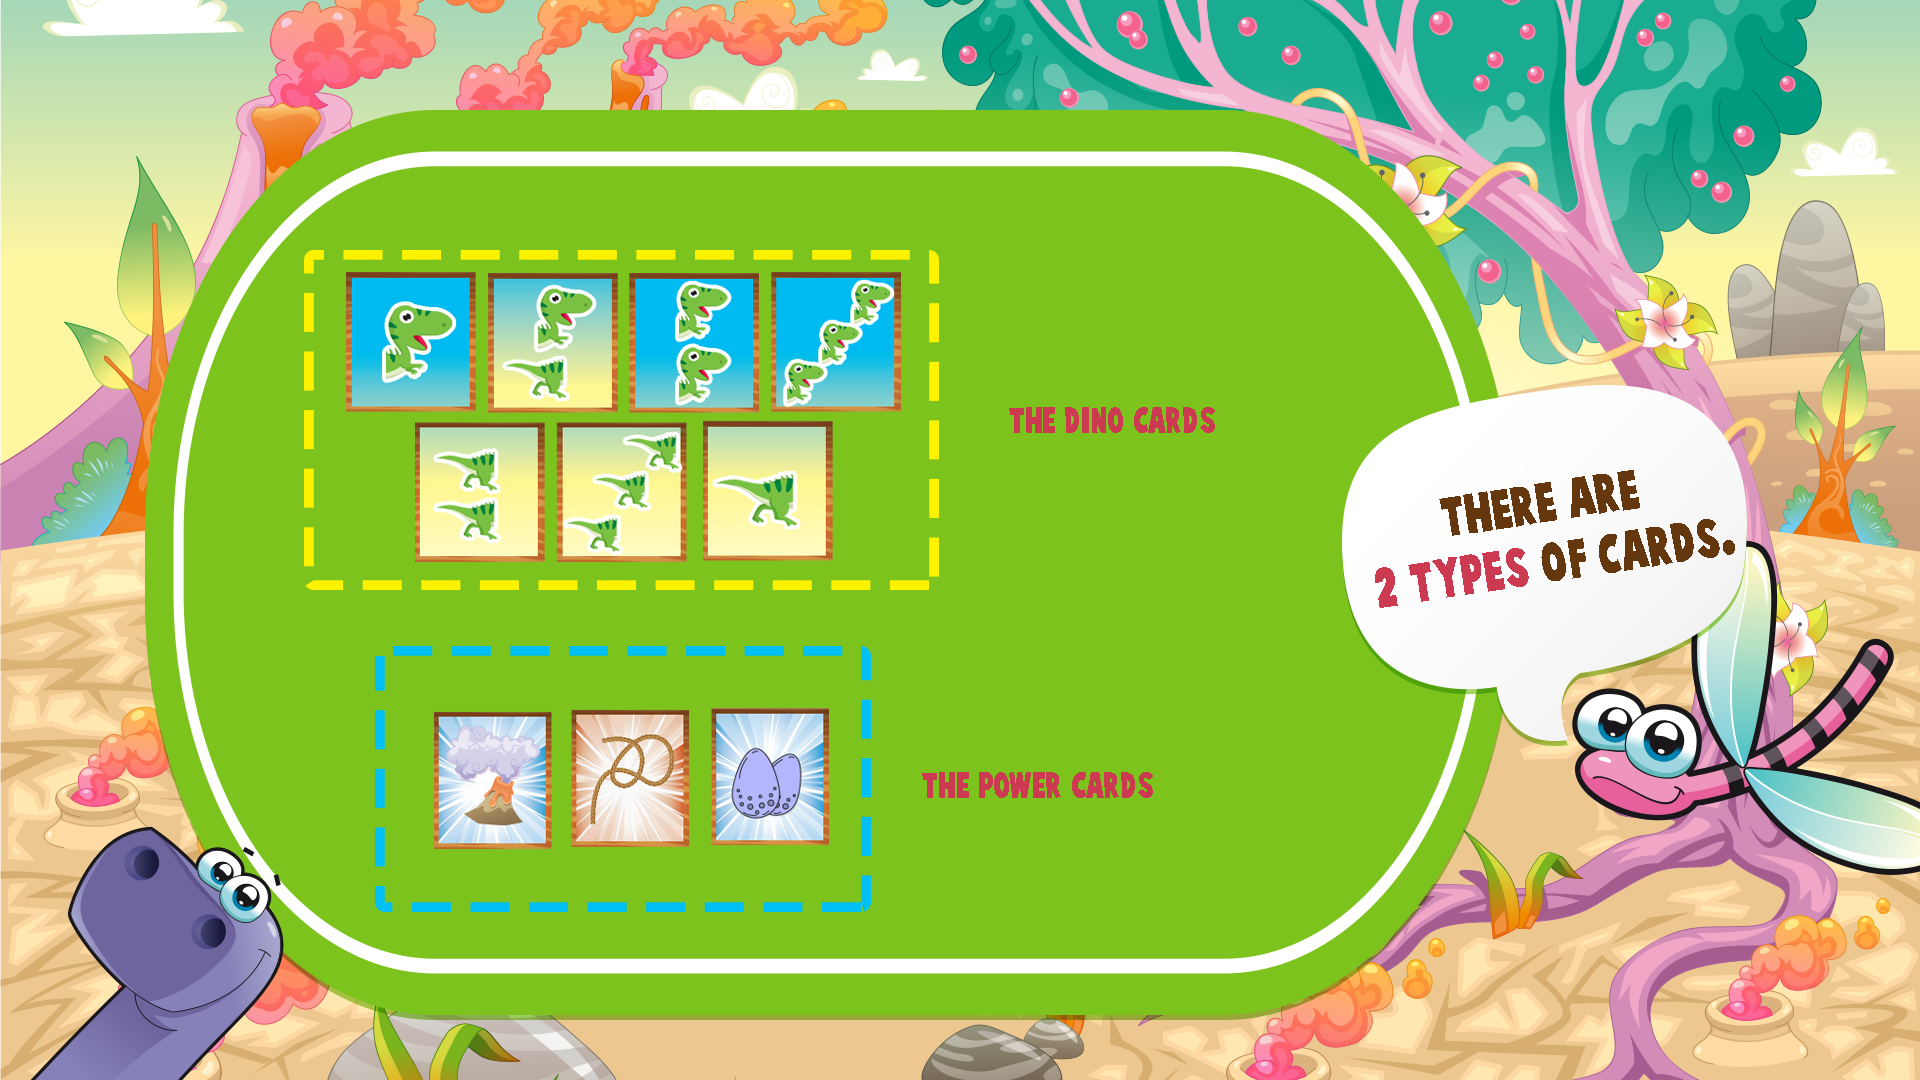 THE DINO CARDS
THERE ARE
2 TYPES OF CARDS.
THE POWER CARDS